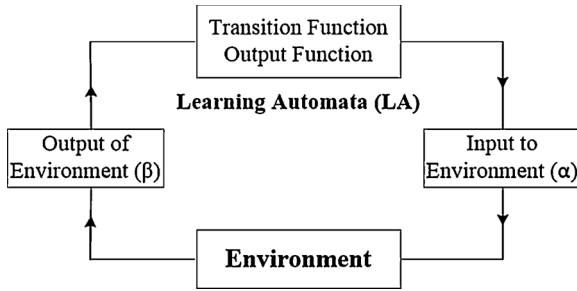 Transition Function
Output Function
Learning Automata (LA)
Output of
Environment (β)
Input to
Environment (α)
Environment